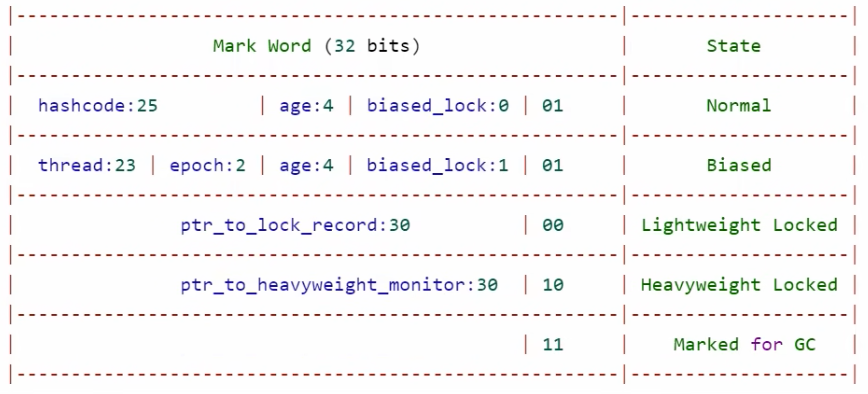 |-------------------------------------------------------|--------------------|
|                 Mark Word (32 bits)                   |       State        |
|-------------------------------------------------------|--------------------|
|  hashcode:25         | age:4 | biased_lock:0 | 01     |       Normal       |
|-------------------------------------------------------|--------------------|
|  thread:23 | epoch:2 | age:4 | biased_lock:1 | 01     |       Biased       |
|-------------------------------------------------------|--------------------|
|              ptr_to_lock_record:30           | 00     | Lightweight Locked |
|-------------------------------------------------------|--------------------|
|              ptr_to_heavyweight_monitor:30   | 10     | Heavyweight Locked |
|-------------------------------------------------------|--------------------|
|                                              | 11     |    Marked for GC   |
|-------------------------------------------------------|--------------------|